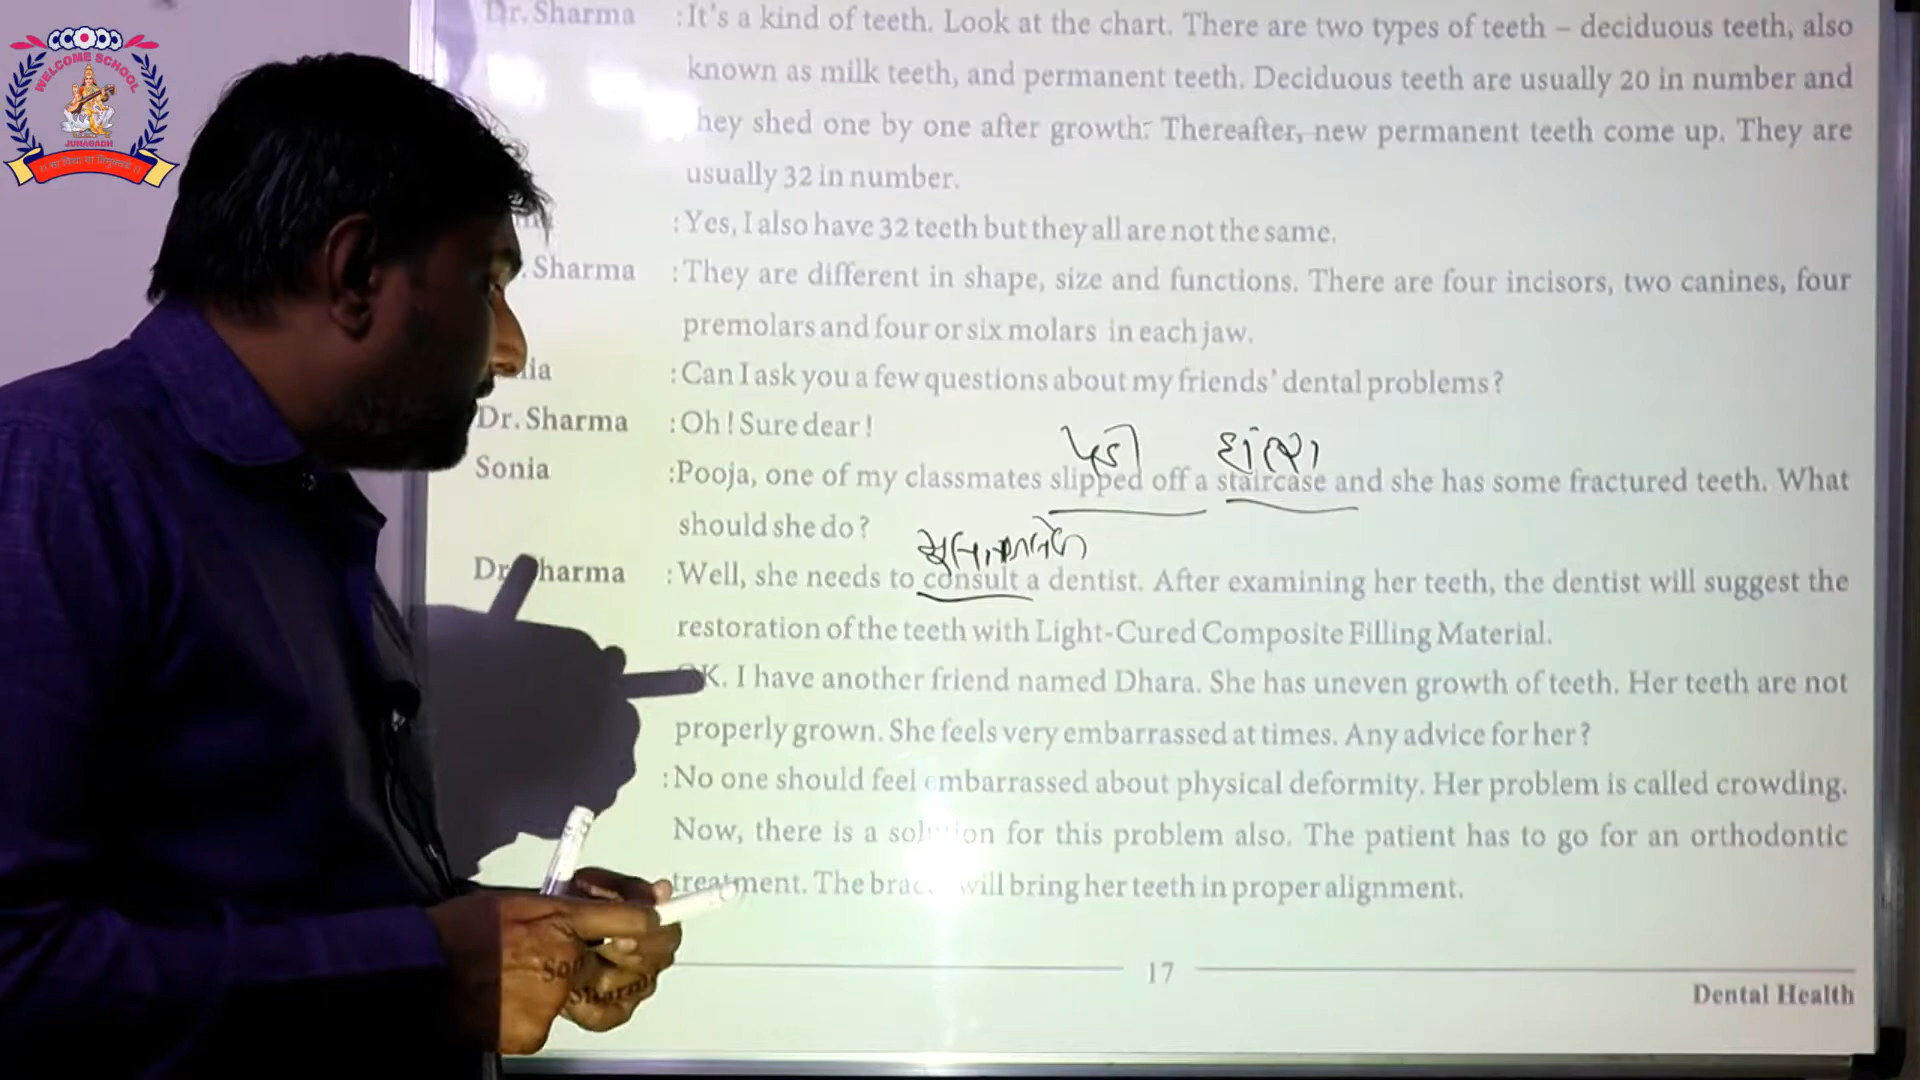 WELCOME SCHOOL
JUNAGADH
Dr. Sharma : It's a kind of teeth. Look at the chart. There are two types of teeth – deciduous teeth, also
known as milk teeth, and permanent teeth. Deciduous teeth are usually 20 in number and
hey shed one by one after growth. Thereafter, new permanent teeth come up. They are
usually 32 in number.
: Yes, I also have 32 teeth but they all are not the same.
. Sharma : They are different in shape, size and functions. There are four incisors, two canines, four
premolars and four or six molars in each jaw.
nia : Can I ask you a few questions about my friends' dental problems?
Dr. Sharma : Oh! Sure dear!
Sonia : Pooja, one of my classmates slipped off a staircase and she has some fractured teeth. What
should she do?
Dr. Sharma : Well, she needs to consult a dentist. After examining her teeth, the dentist will suggest the
restoration of the teeth with Light-Cured Composite Filling Material.
OK. I have another friend named Dhara. She has uneven growth of teeth. Her teeth are not
properly grown. She feels very embarrassed at times. Any advice for her?
: No one should feel embarrassed about physical deformity. Her problem is called crowding.
Now, there is a solution for this problem also. The patient has to go for an orthodontic
treatment. The brac will bring her teeth in proper alignment.
Son
Sharm
17
Dental Health